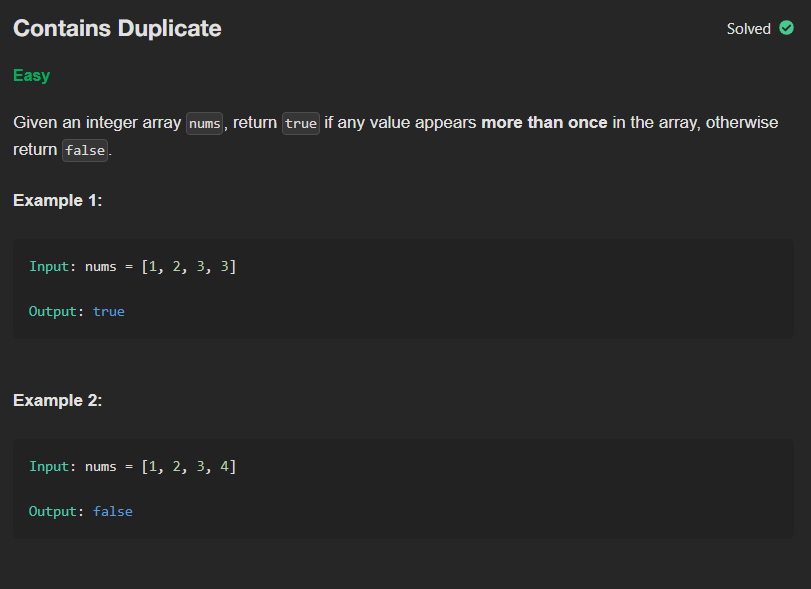 Contains Duplicate
Solved
Easy
Given an integer array nums, return true if any value appears more than once in the array, otherwise
return false.
Example 1:
Input: nums = [1, 2, 3, 3]
Output: true
Example 2:
Input: nums = [1, 2, 3, 4]
Output: false